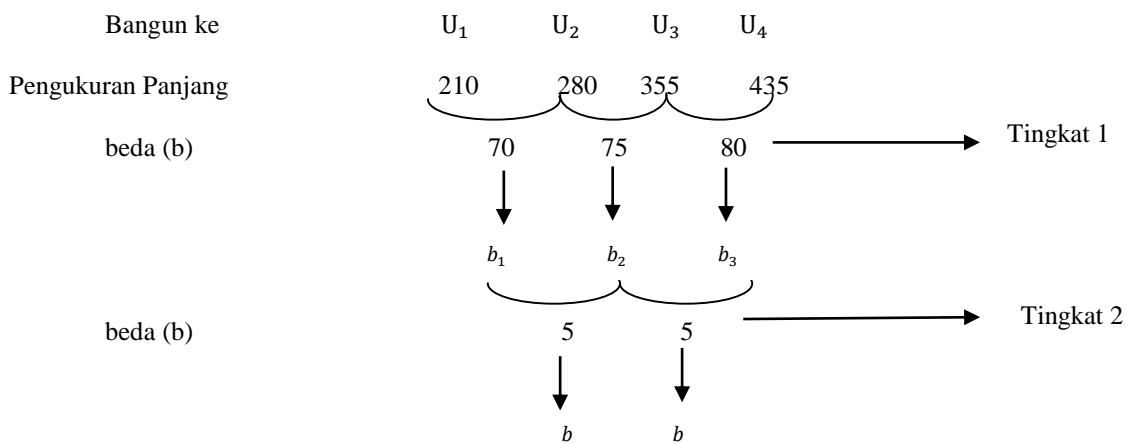 Bangun ke U₁ U₂ U₃ U₄
Pengukuran Panjang 210 280 355 435
beda (b) 70 75 80 Tingkat 1
b₁ b₂ b₃
beda (b) 5 5 Tingkat 2
b b